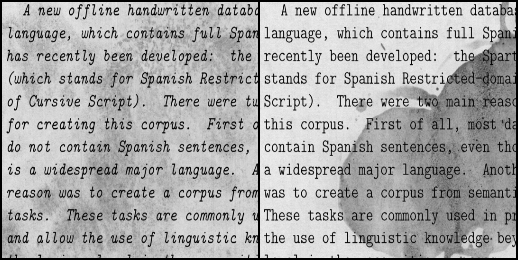 A new offline handwritten datab
language, which contains full Span
has recently been developed:  the
(which stands for Spanish Restrict
of Cursive Script).  There were tw
for creating this corpus.  First o
do not contain Spanish sentences,
is a widespread major language.  A
reason was to create a corpus from
tasks.  These tasks are commonly
and allow the use of linguistic kn
A new offline handwritten databas
language, which contains full Spani
recently been developed:  the Spart
stands for Spanish Restricted-domai
Script).  There were two main reaso
this corpus.  First of all, most da
contain Spanish sentences, even tho
a widespread major language.  Anoth
was to create a corpus from semanti
These tasks are commonly used in pr
the use of linguistic knowledge bey